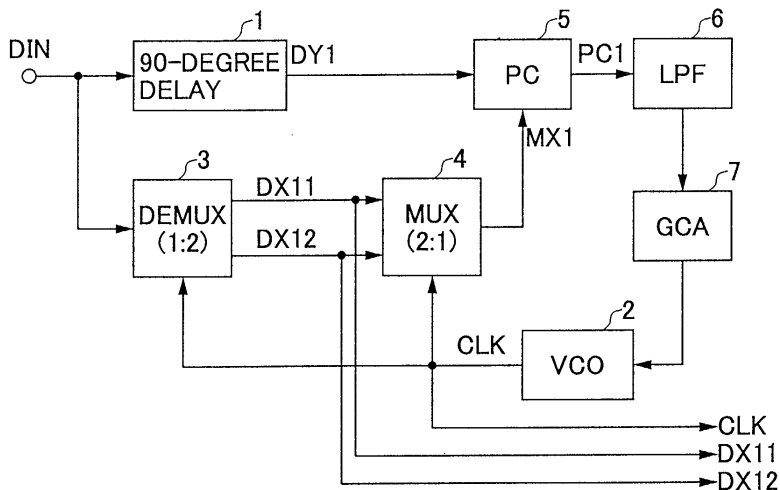 1
5
6
DIN
90-DEGREE
DELAY
DY1
PC
PC1
LPF
MX1
3
4
7
DX11
DEMUX
(1:2)
DX12
MUX
(2:1)
GCA
2
CLK
VCO
CLK
DX11
DX12